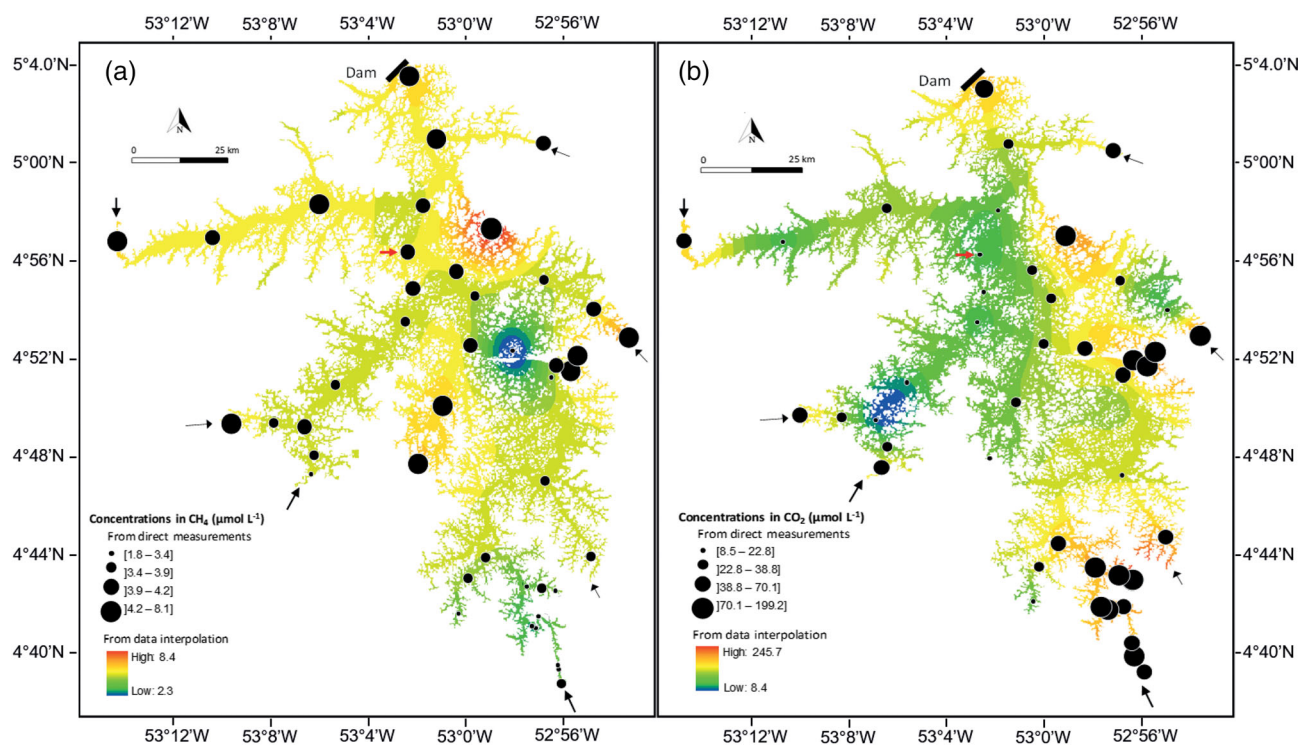 53°12'W 53°8'W 53°4'W 53°0'W 52°56'W 53°12'W 53°8'W 53°4'W 53°0'W 52°56'W
5°4.0'N
5°00'N
4°56'N
4°52'N
4°48'N
4°44'N
4°40'N
(a)
Dam
N
0 25 km
Concentrations in CH₄ (µmol L⁻¹)
From direct measurements
[1.8 – 3.4]
]3.4 – 3.9]
]3.9 – 4.2]
]4.2 – 8.1]
From data interpolation
High: 8.4
Low: 2.3
(b)
Dam
N
0 25 km
Concentrations in CO₂ (µmol L⁻¹)
From direct measurements
[8.5 – 22.8]
]22.8 – 38.8]
]38.8 – 70.1]
]70.1 – 199.2]
From data interpolation
High: 245.7
Low: 8.4
5°4.0'N
5°00'N
4°56'N
4°52'N
4°48'N
4°44'N
4°40'N
53°12'W 53°8'W 53°4'W 53°0'W 52°56'W 53°12'W 53°8'W 53°4'W 53°0'W 52°56'W